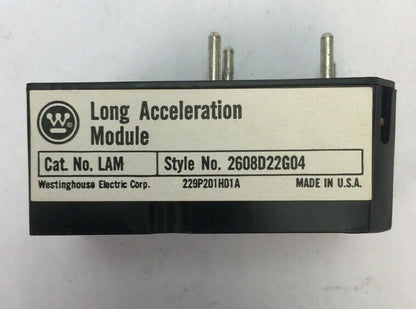 W
Long Acceleration
Module
Cat. No. LAM Style No. 2608D22G04
Westinghouse Electric Corp. 229P201H01A MADE IN U.S.A.